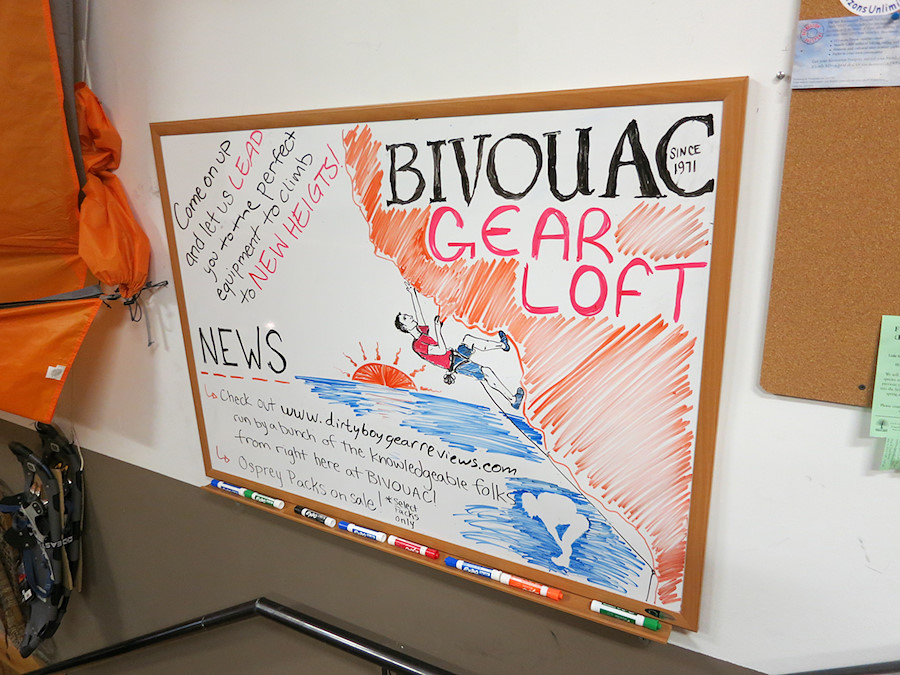 Come on up
and let us LEAD
you to the perfect
equipment to climb
to NEW HEIGTS!
BIVOUAC
SINCE
1971
GEAR
LOFT
NEWS
Check out www.dirtyboygearreviews.com
run by a bunch of the knowledgeable folks
from right here at BIVOUAC!
Osprey Packs on sale! *select
Packs
only